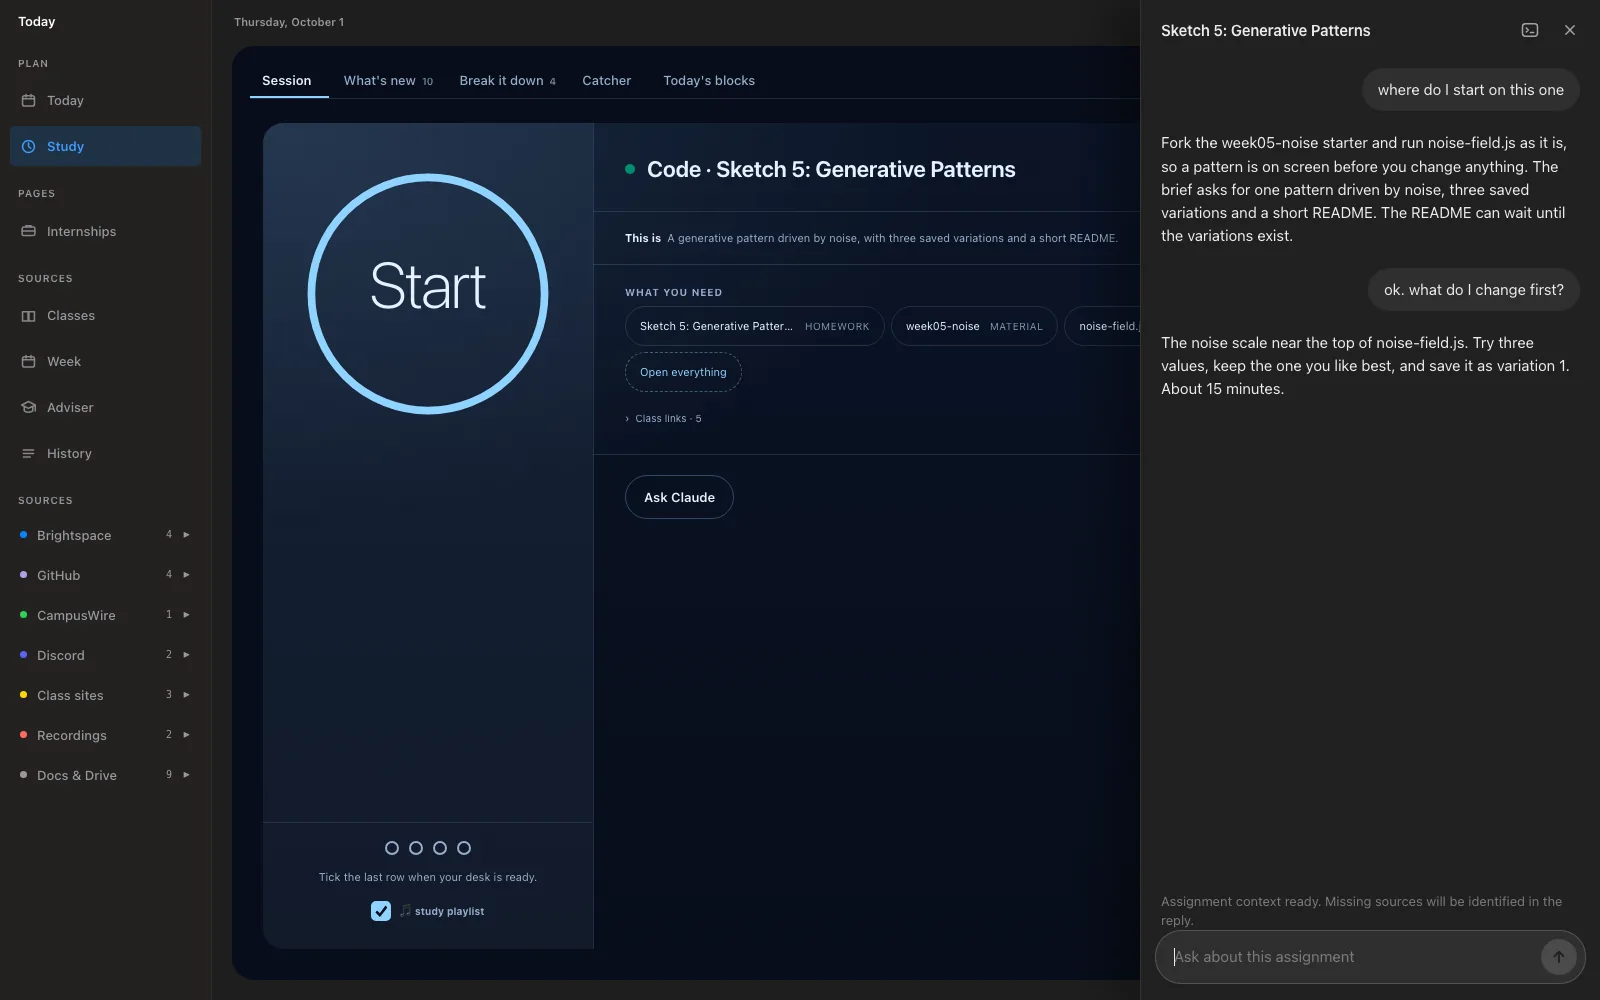 Today
PLAN
Today
Study
PAGES
Internships
SOURCES
Classes
Week
Adviser
History
SOURCES
Brightspace 4
GitHub 4
CampusWire 1
Discord 2
Class sites 3
Recordings 2
Docs & Drive 9
Thursday, October 1
Session What's new 10 Break it down 4 Catcher Today's blocks
Start
Tick the last row when your desk is ready.
study playlist
Code · Sketch 5: Generative Patterns
This is A generative pattern driven by noise, with three saved variations and a short README.
WHAT YOU NEED
Sketch 5: Generative Patter... HOMEWORK week05-noise MATERIAL noise-field.j
Open everything
› Class links · 5
Ask Claude
Sketch 5: Generative Patterns
where do I start on this one
Fork the week05-noise starter and run noise-field.js as it is,
so a pattern is on screen before you change anything. The
brief asks for one pattern driven by noise, three saved
variations and a short README. The README can wait until
the variations exist.
ok. what do I change first?
The noise scale near the top of noise-field.js. Try three
values, keep the one you like best, and save it as variation 1.
About 15 minutes.
Assignment context ready. Missing sources will be identified in the
reply.
Ask about this assignment